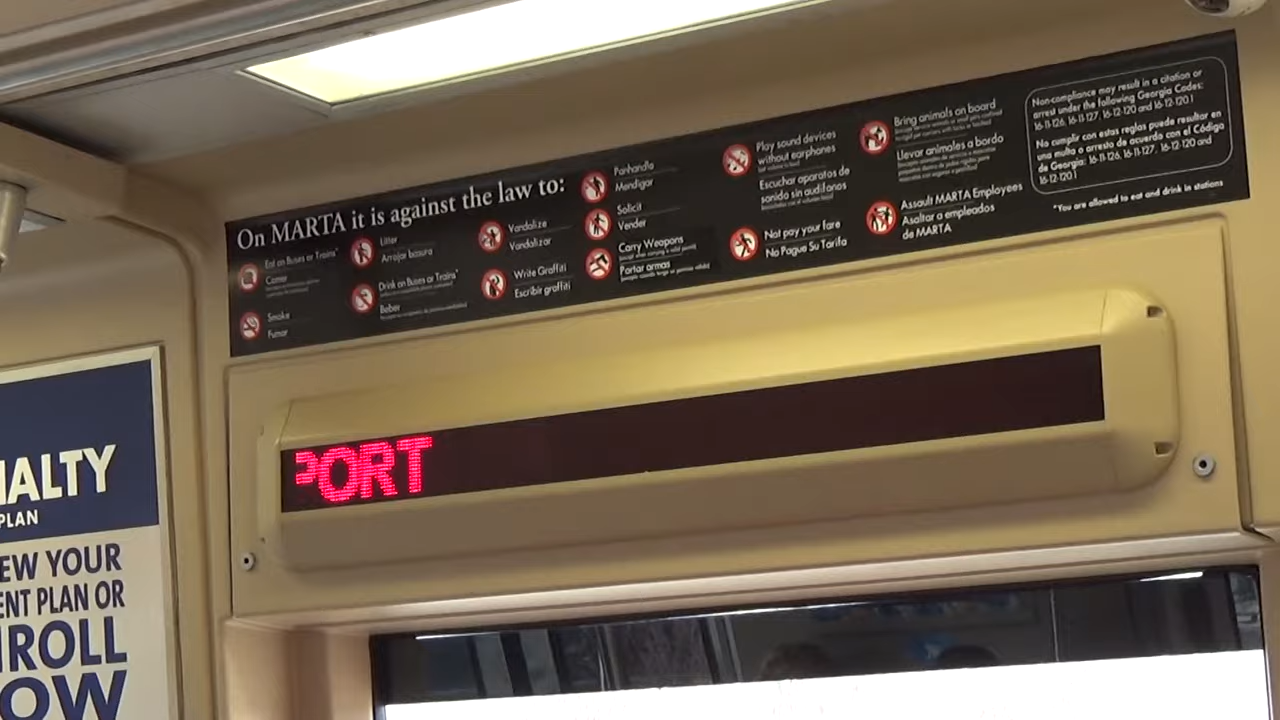 On MARTA it is against the law to:
Eat on Buses or Trains*
Comer
Smoke
Fumar
Litter
Arrojar basura
Drink on Buses or Trains*
Beber
Vandalize
Vandalizar
Write Graffiti
Escribir graffiti
Panhandle
Mendigar
Solicit
Vender
Carry Weapons
Portar armas
Play sound devices
without earphones
Escuchar aparatos de
sonido sin audífonos
Not pay your fare
No Pague Su Tarifa
Bring animals on board
Llevar animales a bordo
Assault MARTA Employees
Asaltar a empleados
de MARTA
Non-compliance may result in a citation or
arrest under the following Georgia Codes:
16-11-126, 16-11-127, 16-12-120 and 16-12-120.1
No cumplir con estas reglas puede resultar en
una multa o arresto de acuerdo con el Código
de Georgia: 16-11-126, 16-11-127, 16-12-120 and
16-12-120.1
*You are allowed to eat and drink in stations
PORT
ALTY
PLAN
EW YOUR
ENT PLAN OR
ROLL
OW